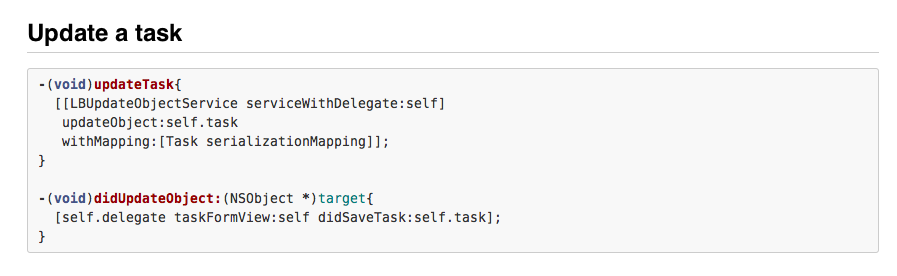 Update a task
-(void)updateTask{
  [[LBUpdateObjectService serviceWithDelegate:self]
   updateObject:self.task
   withMapping:[Task serializationMapping]];
}
-(void)didUpdateObject:(NSObject *)target{
  [self.delegate taskFormView:self didSaveTask:self.task];
}